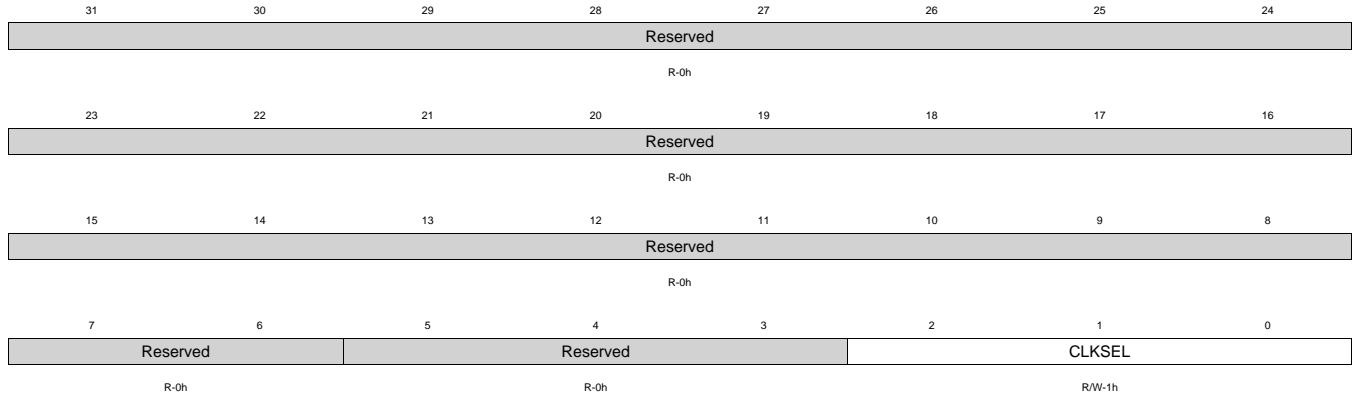 31 30 29 28 27 26 25 24
Reserved
R-0h
23 22 21 20 19 18 17 16
Reserved
R-0h
15 14 13 12 11 10 9 8
Reserved
R-0h
7 6 5 4 3 2 1 0
Reserved Reserved CLKSEL
R-0h R-0h R/W-1h